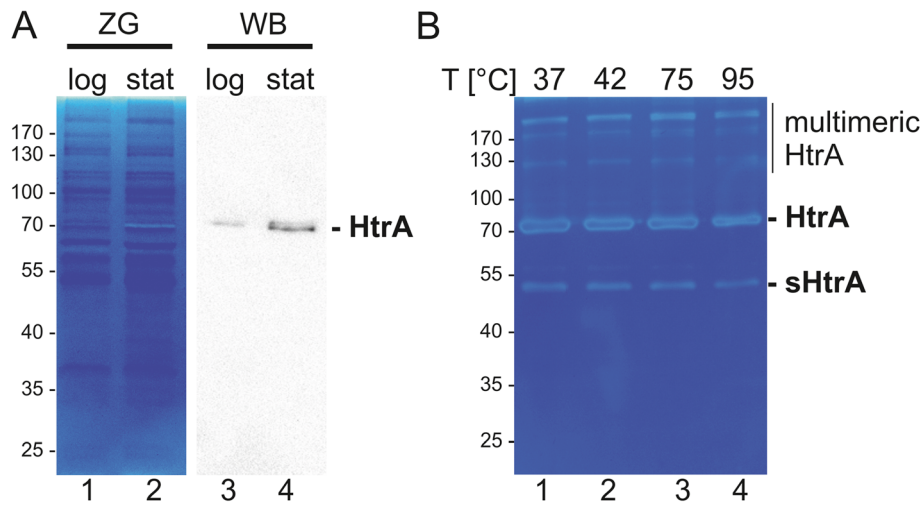 A
ZG
WB
log stat
log stat
170 -
130 -
100 -
70 -
55 -
40 -
35 -
25 -
- HtrA
1 2 3 4
B
T [°C] 37 42 75 95
170 -
130 -
100 -
70 -
55 -
40 -
35 -
25 -
multimeric
HtrA
- HtrA
- sHtrA
1 2 3 4